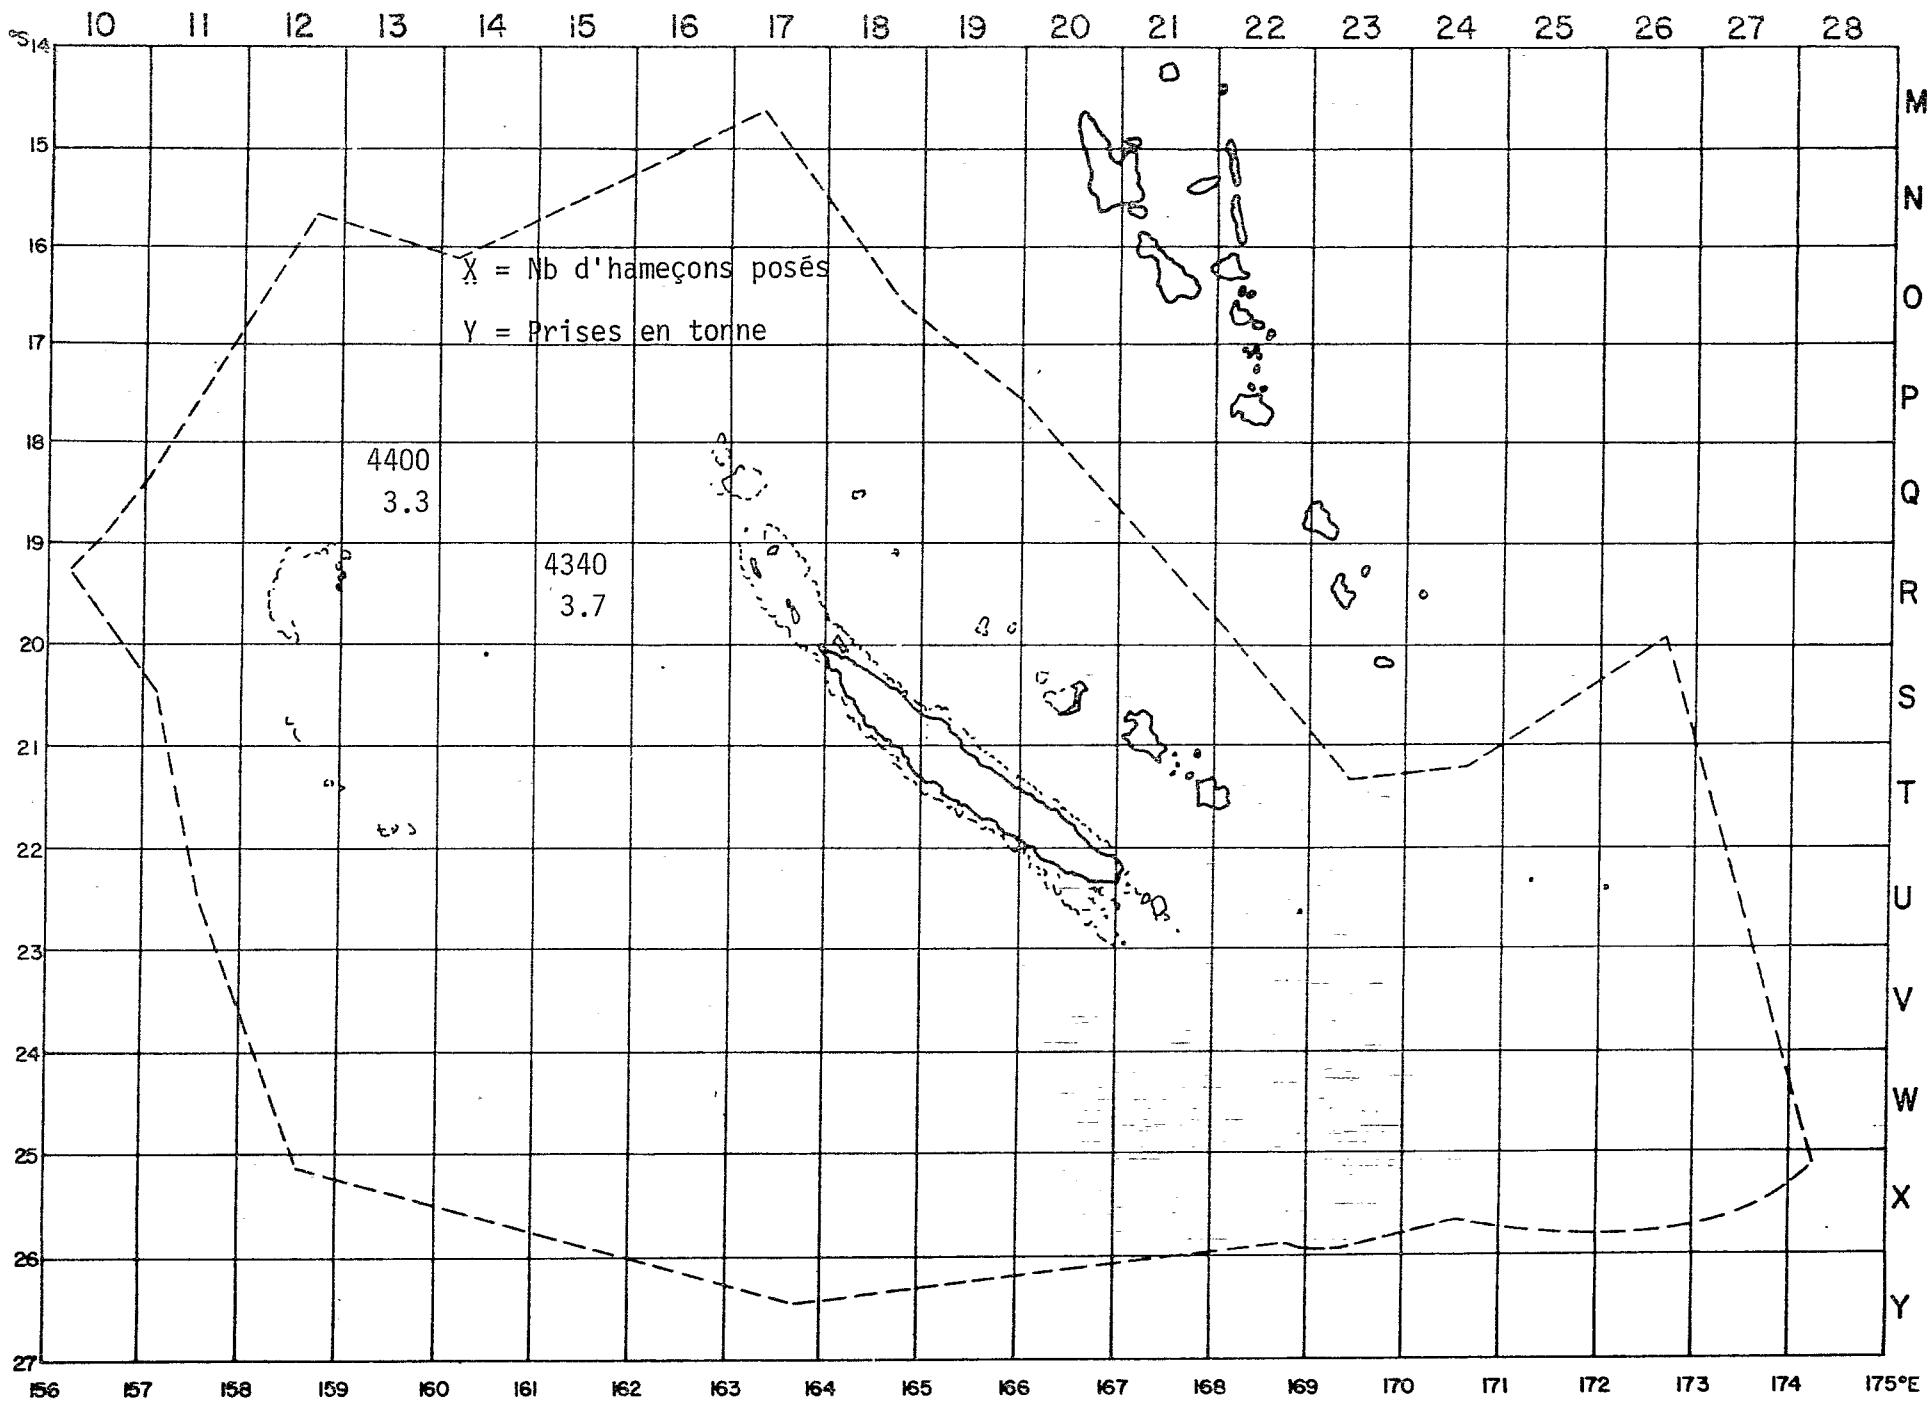 10 11 12 13 14 15 16 17 18 19 20 21 22 23 24 25 26 27 28
°S 14
M
15
N
16
X = Nb d'hameçons posés
O
Y = Prises en tonne
17
P
18
4400
3.3
Q
19
4340
3.7
R
20
S
21
T
22
U
23
V
24
W
25
X
26
Y
27
156 157 158 159 160 161 162 163 164 165 166 167 168 169 170 171 172 173 174 175°E